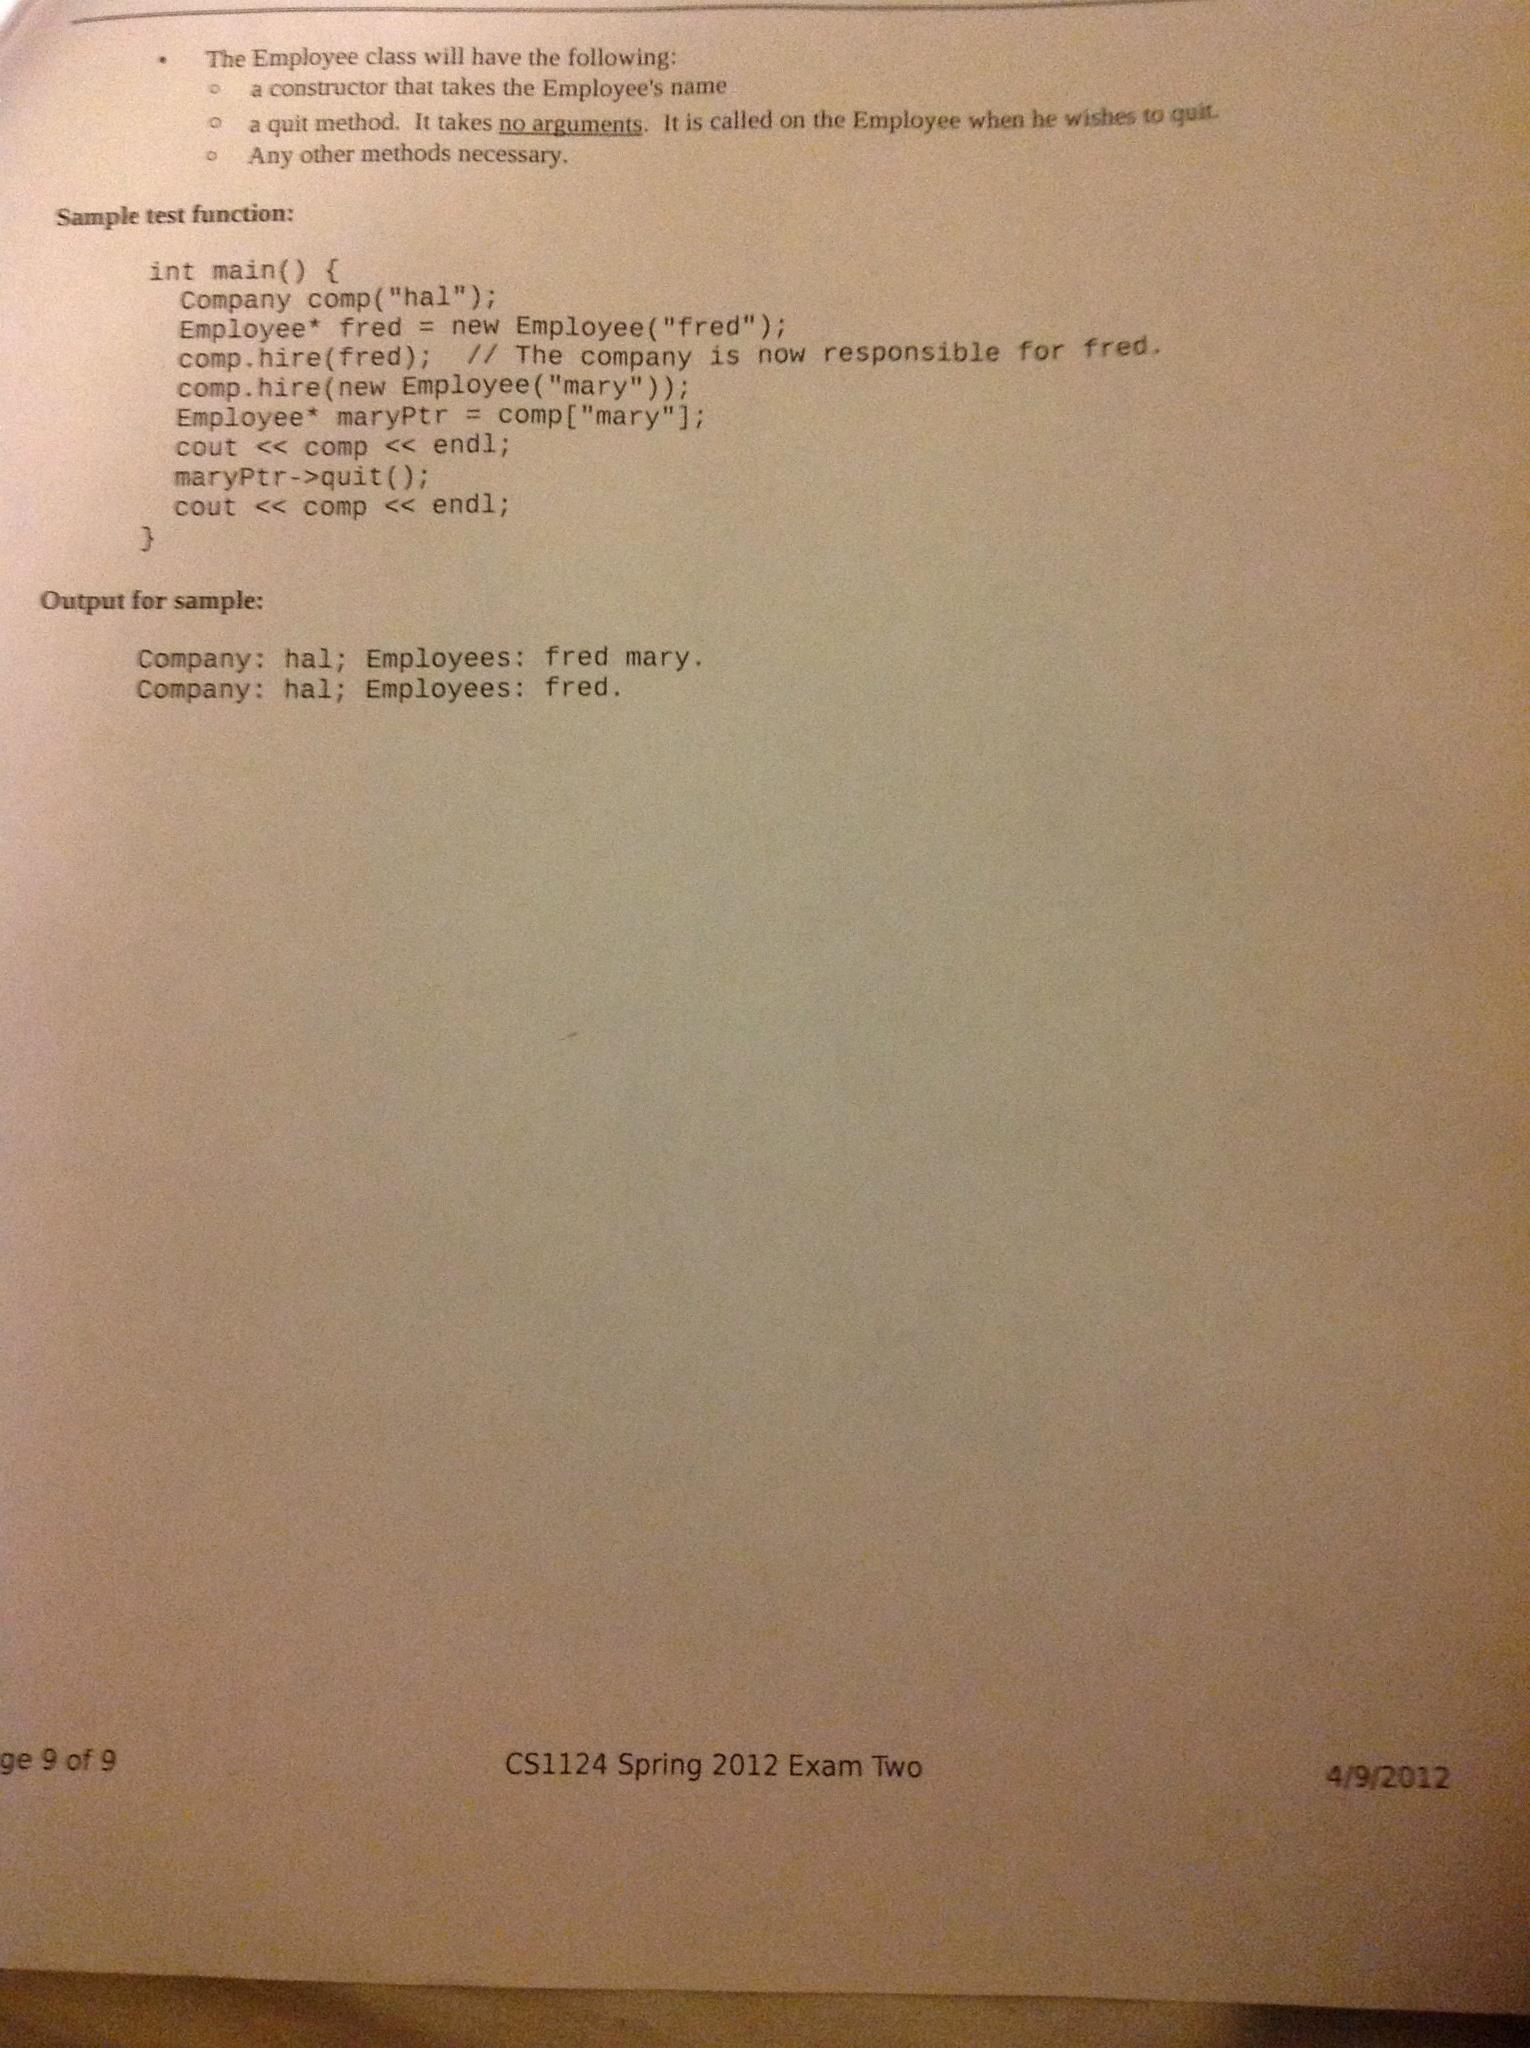 • The Employee class will have the following:
○ a constructor that takes the Employee's name
○ a quit method. It takes no arguments. It is called on the Employee when he wishes to quit.
○ Any other methods necessary.
Sample test function:
int main() {
  Company comp("hal");
  Employee* fred = new Employee("fred");
  comp.hire(fred);  // The company is now responsible for fred.
  comp.hire(new Employee("mary"));
  Employee* maryPtr = comp["mary"];
  cout << comp << endl;
  maryPtr->quit();
  cout << comp << endl;
}
Output for sample:
Company: hal; Employees: fred mary.
Company: hal; Employees: fred.
ge 9 of 9 CS1124 Spring 2012 Exam Two 4/9/2012